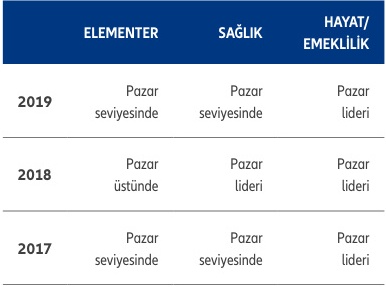 ELEMENTER SAĞLIK HAYAT/
EMEKLİLİK
2019 Pazar seviyesinde Pazar seviyesinde Pazar lideri
2018 Pazar üstünde Pazar lideri Pazar lideri
2017 Pazar seviyesinde Pazar seviyesinde Pazar lideri